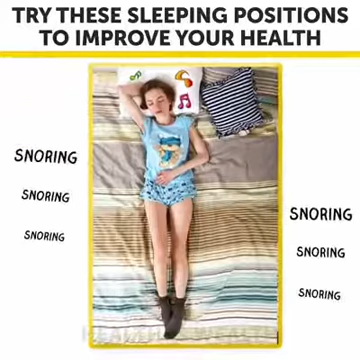 TRY THESE SLEEPING POSITIONS
TO IMPROVE YOUR HEALTH
SNORING
SNORING
SNORING
SNORING
SNORING
SNORING